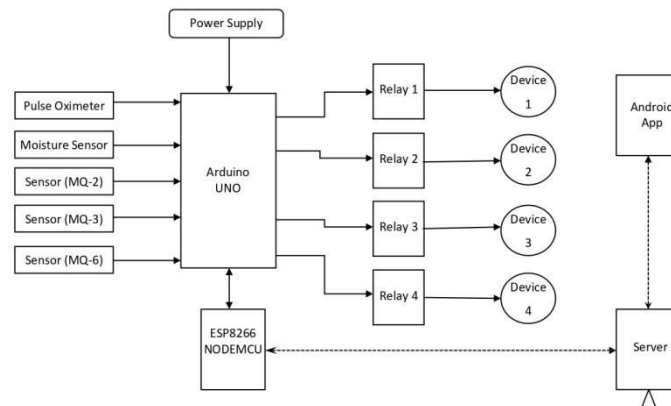 Power Supply
Pulse Oximeter
Moisture Sensor
Sensor (MQ-2)
Sensor (MQ-3)
Sensor (MQ-6)
Arduino
UNO
Relay 1
Relay 2
Relay 3
Relay 4
Device
1
Device
2
Device
3
Device
4
Android
App
ESP8266
NODEMCU
Server